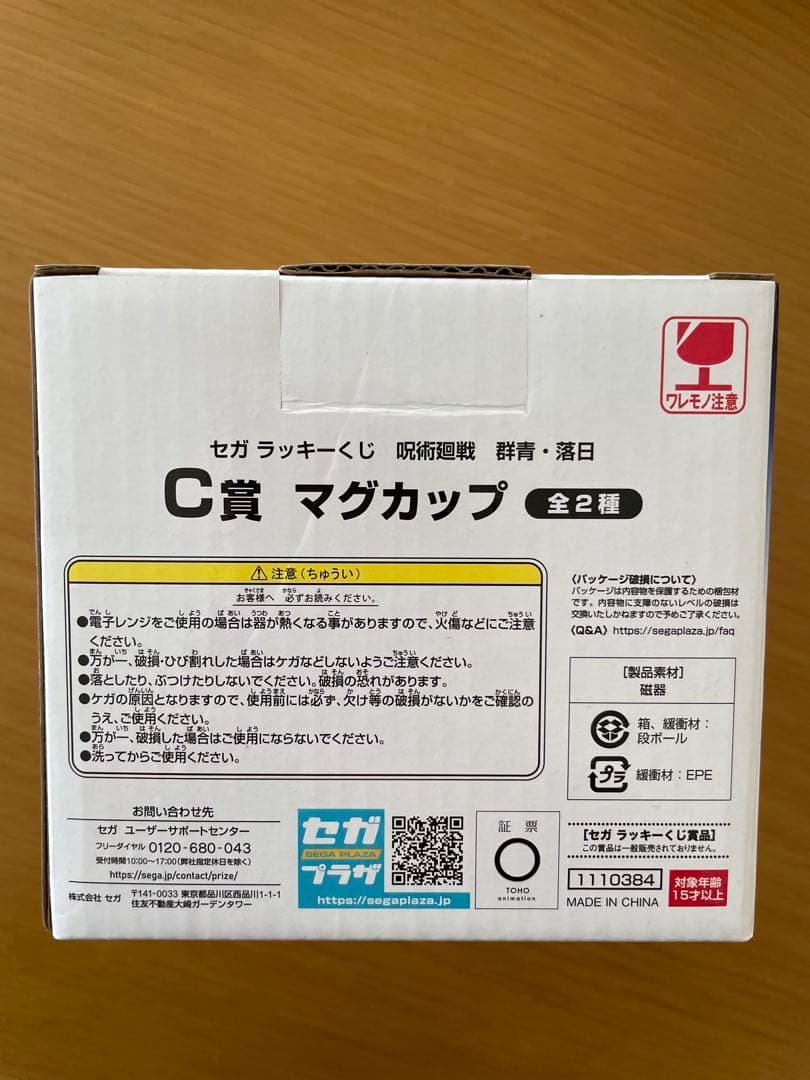 ワレモノ注意
セガ ラッキーくじ 呪術廻戦 群青・落日
C賞 マグカップ 全2種
⚠注意(ちゅうい)
お客様へ 必ずお読みください。
●電子レンジをご使用の場合は器が熱くなる事がありますので、火傷などにご注意
ください。
●万が一、破損・ひび割れした場合はケガなどしないようご注意ください。
●落としたり、ぶつけたりしないでください。破損の恐れがあります。
●ケガの原因となりますので、使用前には必ず、欠け等の破損がないかをご確認の
うえ、ご使用ください。
●万が一、破損した場合はご使用にならないでください。
●洗ってからご使用ください。
〈パッケージ破損について〉
パッケージは内容物を保護するための梱包材
です。内容物に支障のないレベルの破損は
交換いたしかねますので予めご了承ください。
〈Q&A〉https://segaplaza.jp/faq
[製品素材]
磁器
箱、緩衝材:
段ボール
プラ
緩衝材:EPE
お問い合わせ先
セガ ユーザーサポートセンター
フリーダイヤル 0120-680-043
受付時間10:00~17:00(弊社指定休日を除く)
https://sega.jp/contact/prize/
株式会社 セガ 〒141-0033 東京都品川区西品川1-1-1
住友不動産大崎ガーデンタワー
セガ
SEGA PLAZA
プラザ
https://segaplaza.jp
証票
TOHO
animation
[セガ ラッキーくじ賞品]
この賞品は一般販売されておりません。
1110384
MADE IN CHINA
対象年齢
15才以上